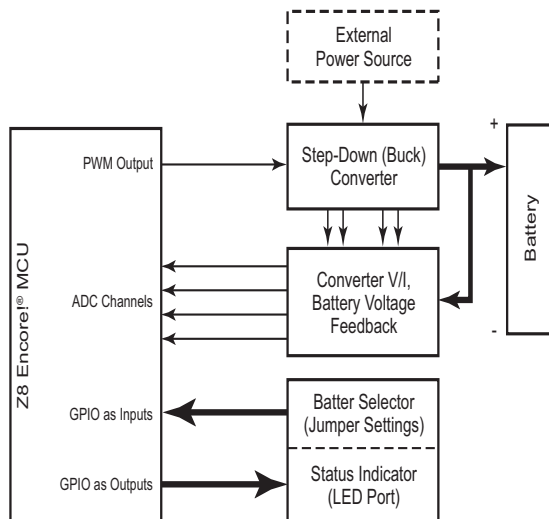 External
Power Source
PWM Output
Step-Down (Buck)
Converter
+
Battery
Z8 Encore!® MCU
ADC Channels
Converter V/I,
Battery Voltage
Feedback
-
GPIO as Inputs
Batter Selector
(Jumper Settings)
GPIO as Outputs
Status Indicator
(LED Port)